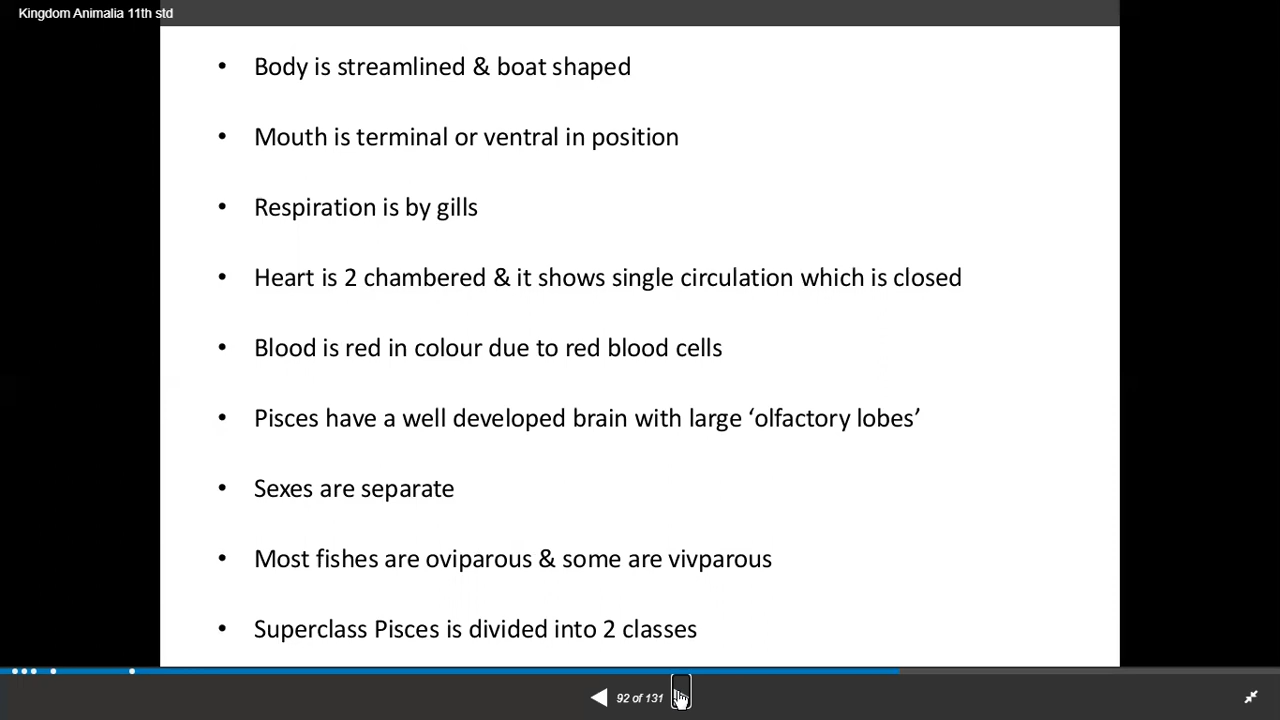 Kingdom Animalia 11th std
• Body is streamlined & boat shaped
• Mouth is terminal or ventral in position
• Respiration is by gills
• Heart is 2 chambered & it shows single circulation which is closed
• Blood is red in colour due to red blood cells
• Pisces have a well developed brain with large ‘olfactory lobes’
• Sexes are separate
• Most fishes are oviparous & some are vivparous
• Superclass Pisces is divided into 2 classes
92 of 131